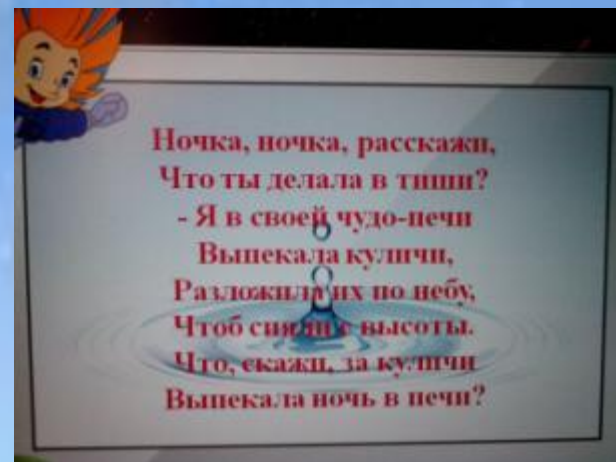 Ночка, ночка, расскажи,
Что ты делала в тиши?
- Я в своей чудо-печи
Выпекала куличи,
Разложила их по небу,
Чтоб сияли с высоты.
Что, скажи, за куличи
Выпекала ночь в печи?